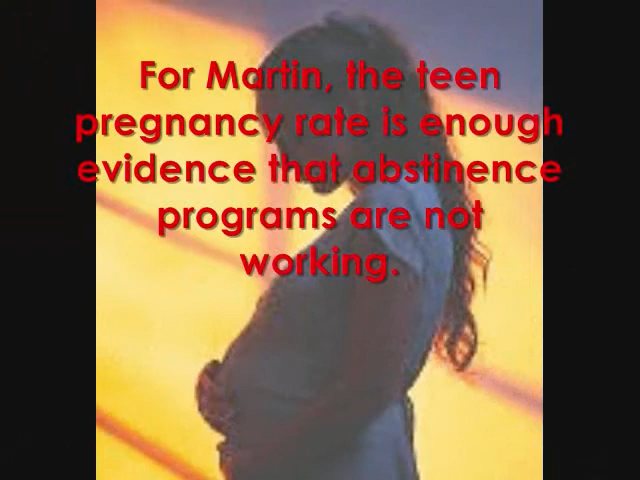 For Martin, the teen
pregnancy rate is enough
evidence that abstinence
programs are not
working.